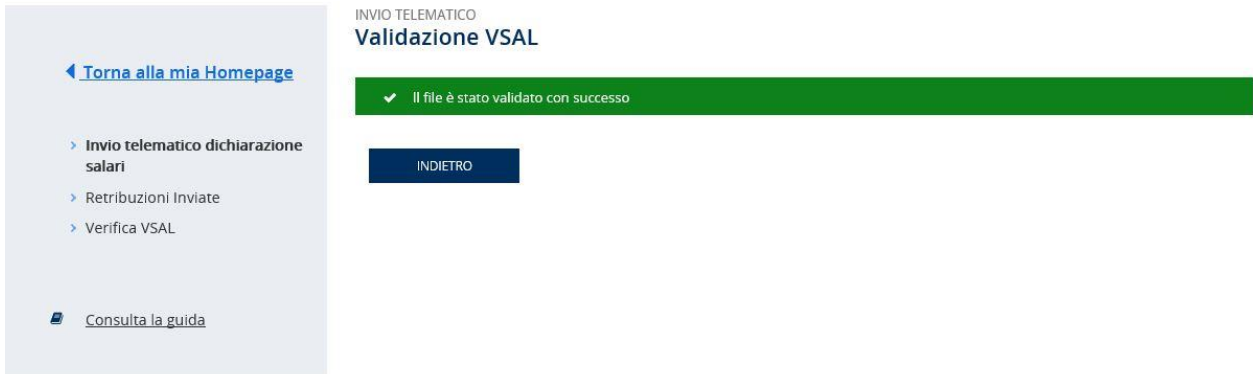 INVIO TELEMATICO
Validazione VSAL
Torna alla mia Homepage
Il file è stato validato con successo
Invio telematico dichiarazione
salari
INDIETRO
Retribuzioni Inviate
Verifica VSAL
Consulta la guida